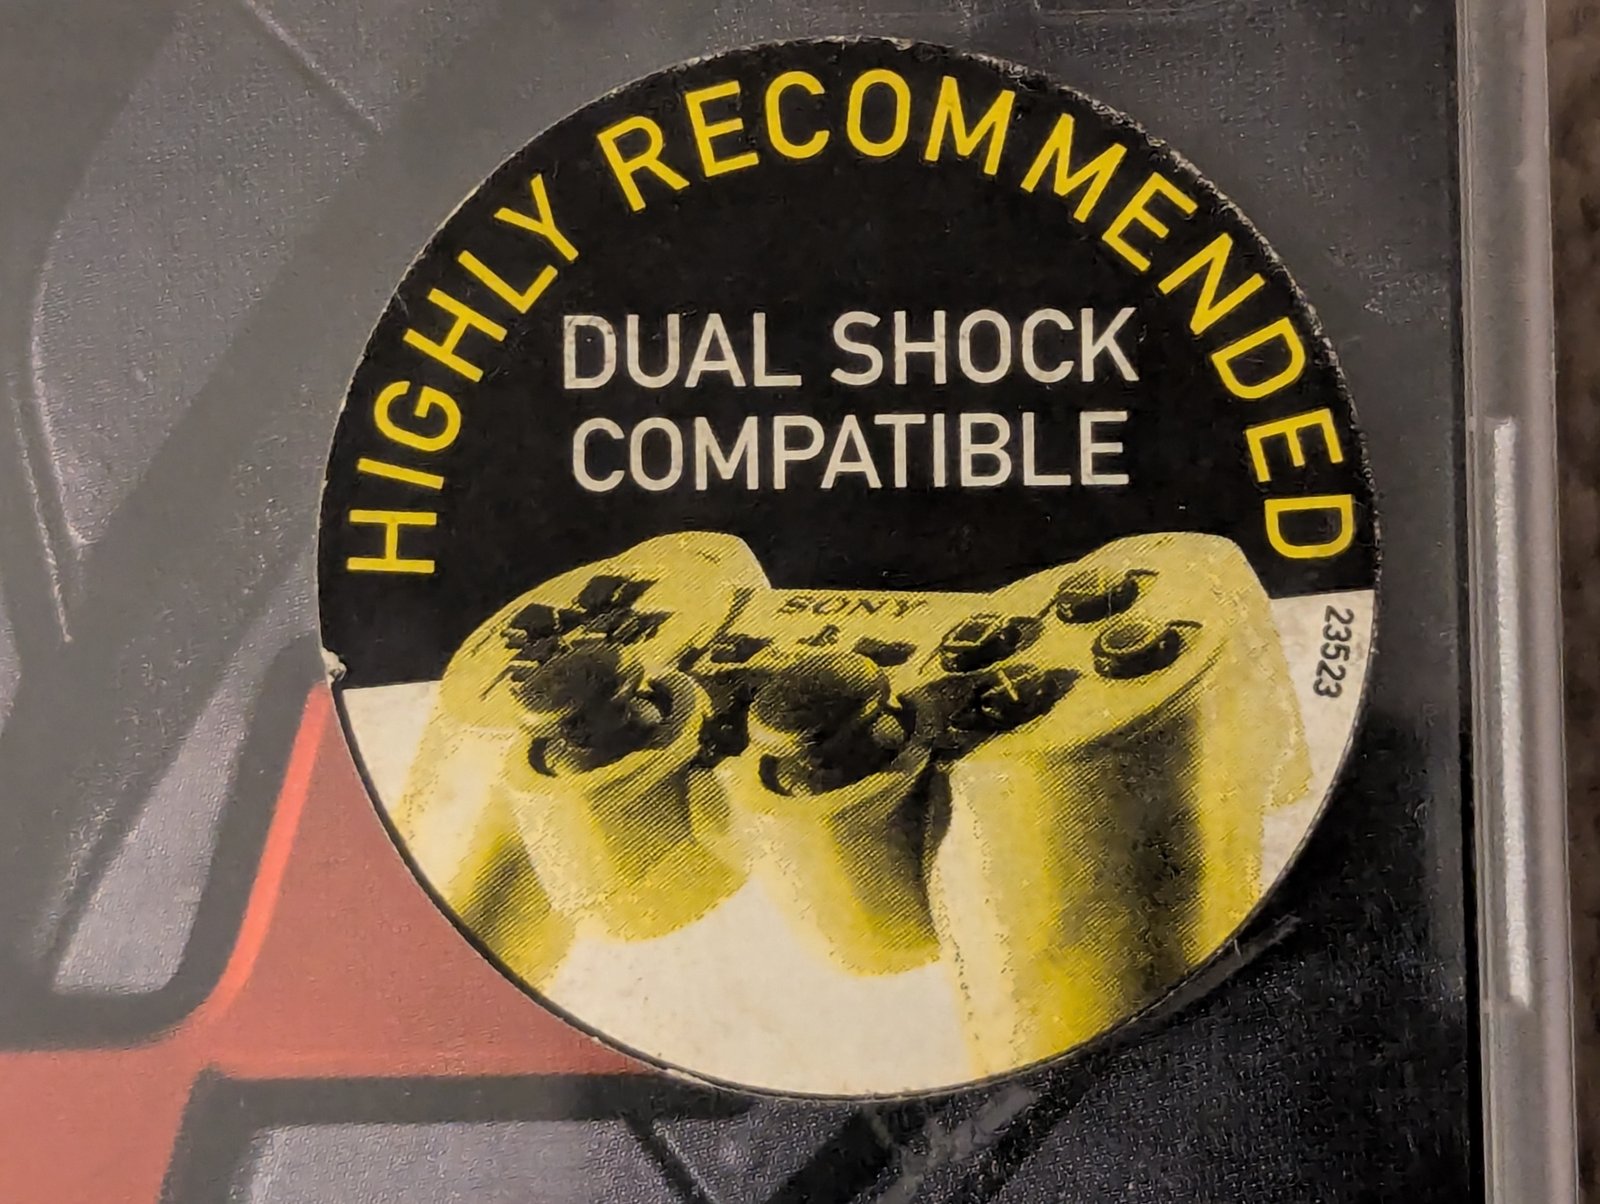 HIGHLY RECOMMENDED
DUAL SHOCK
COMPATIBLE
SONY
23523